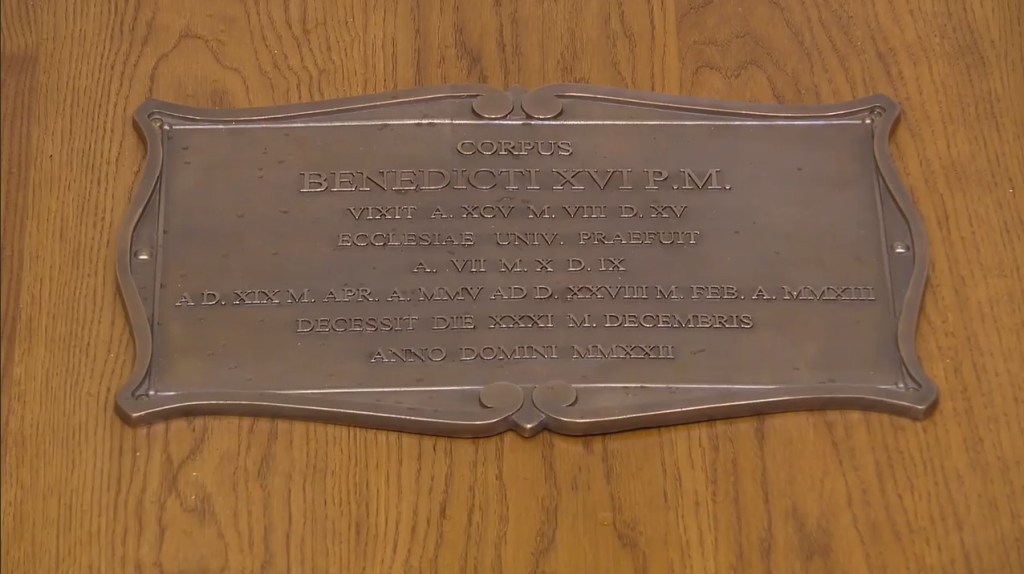 CORPUS
BENEDICTI XVI P.M.
VIXIT A. XCV M. VIII D. XV
ECCLESIAE UNIV. PRAEFUIT
A. VII M. X D. IX
A D. XIX M. APR. A. MMV AD D. XXVIII M. FEB. A. MMXIII
DECESSIT DIE XXXI M. DECEMBRIS
ANNO DOMINI MMXXII